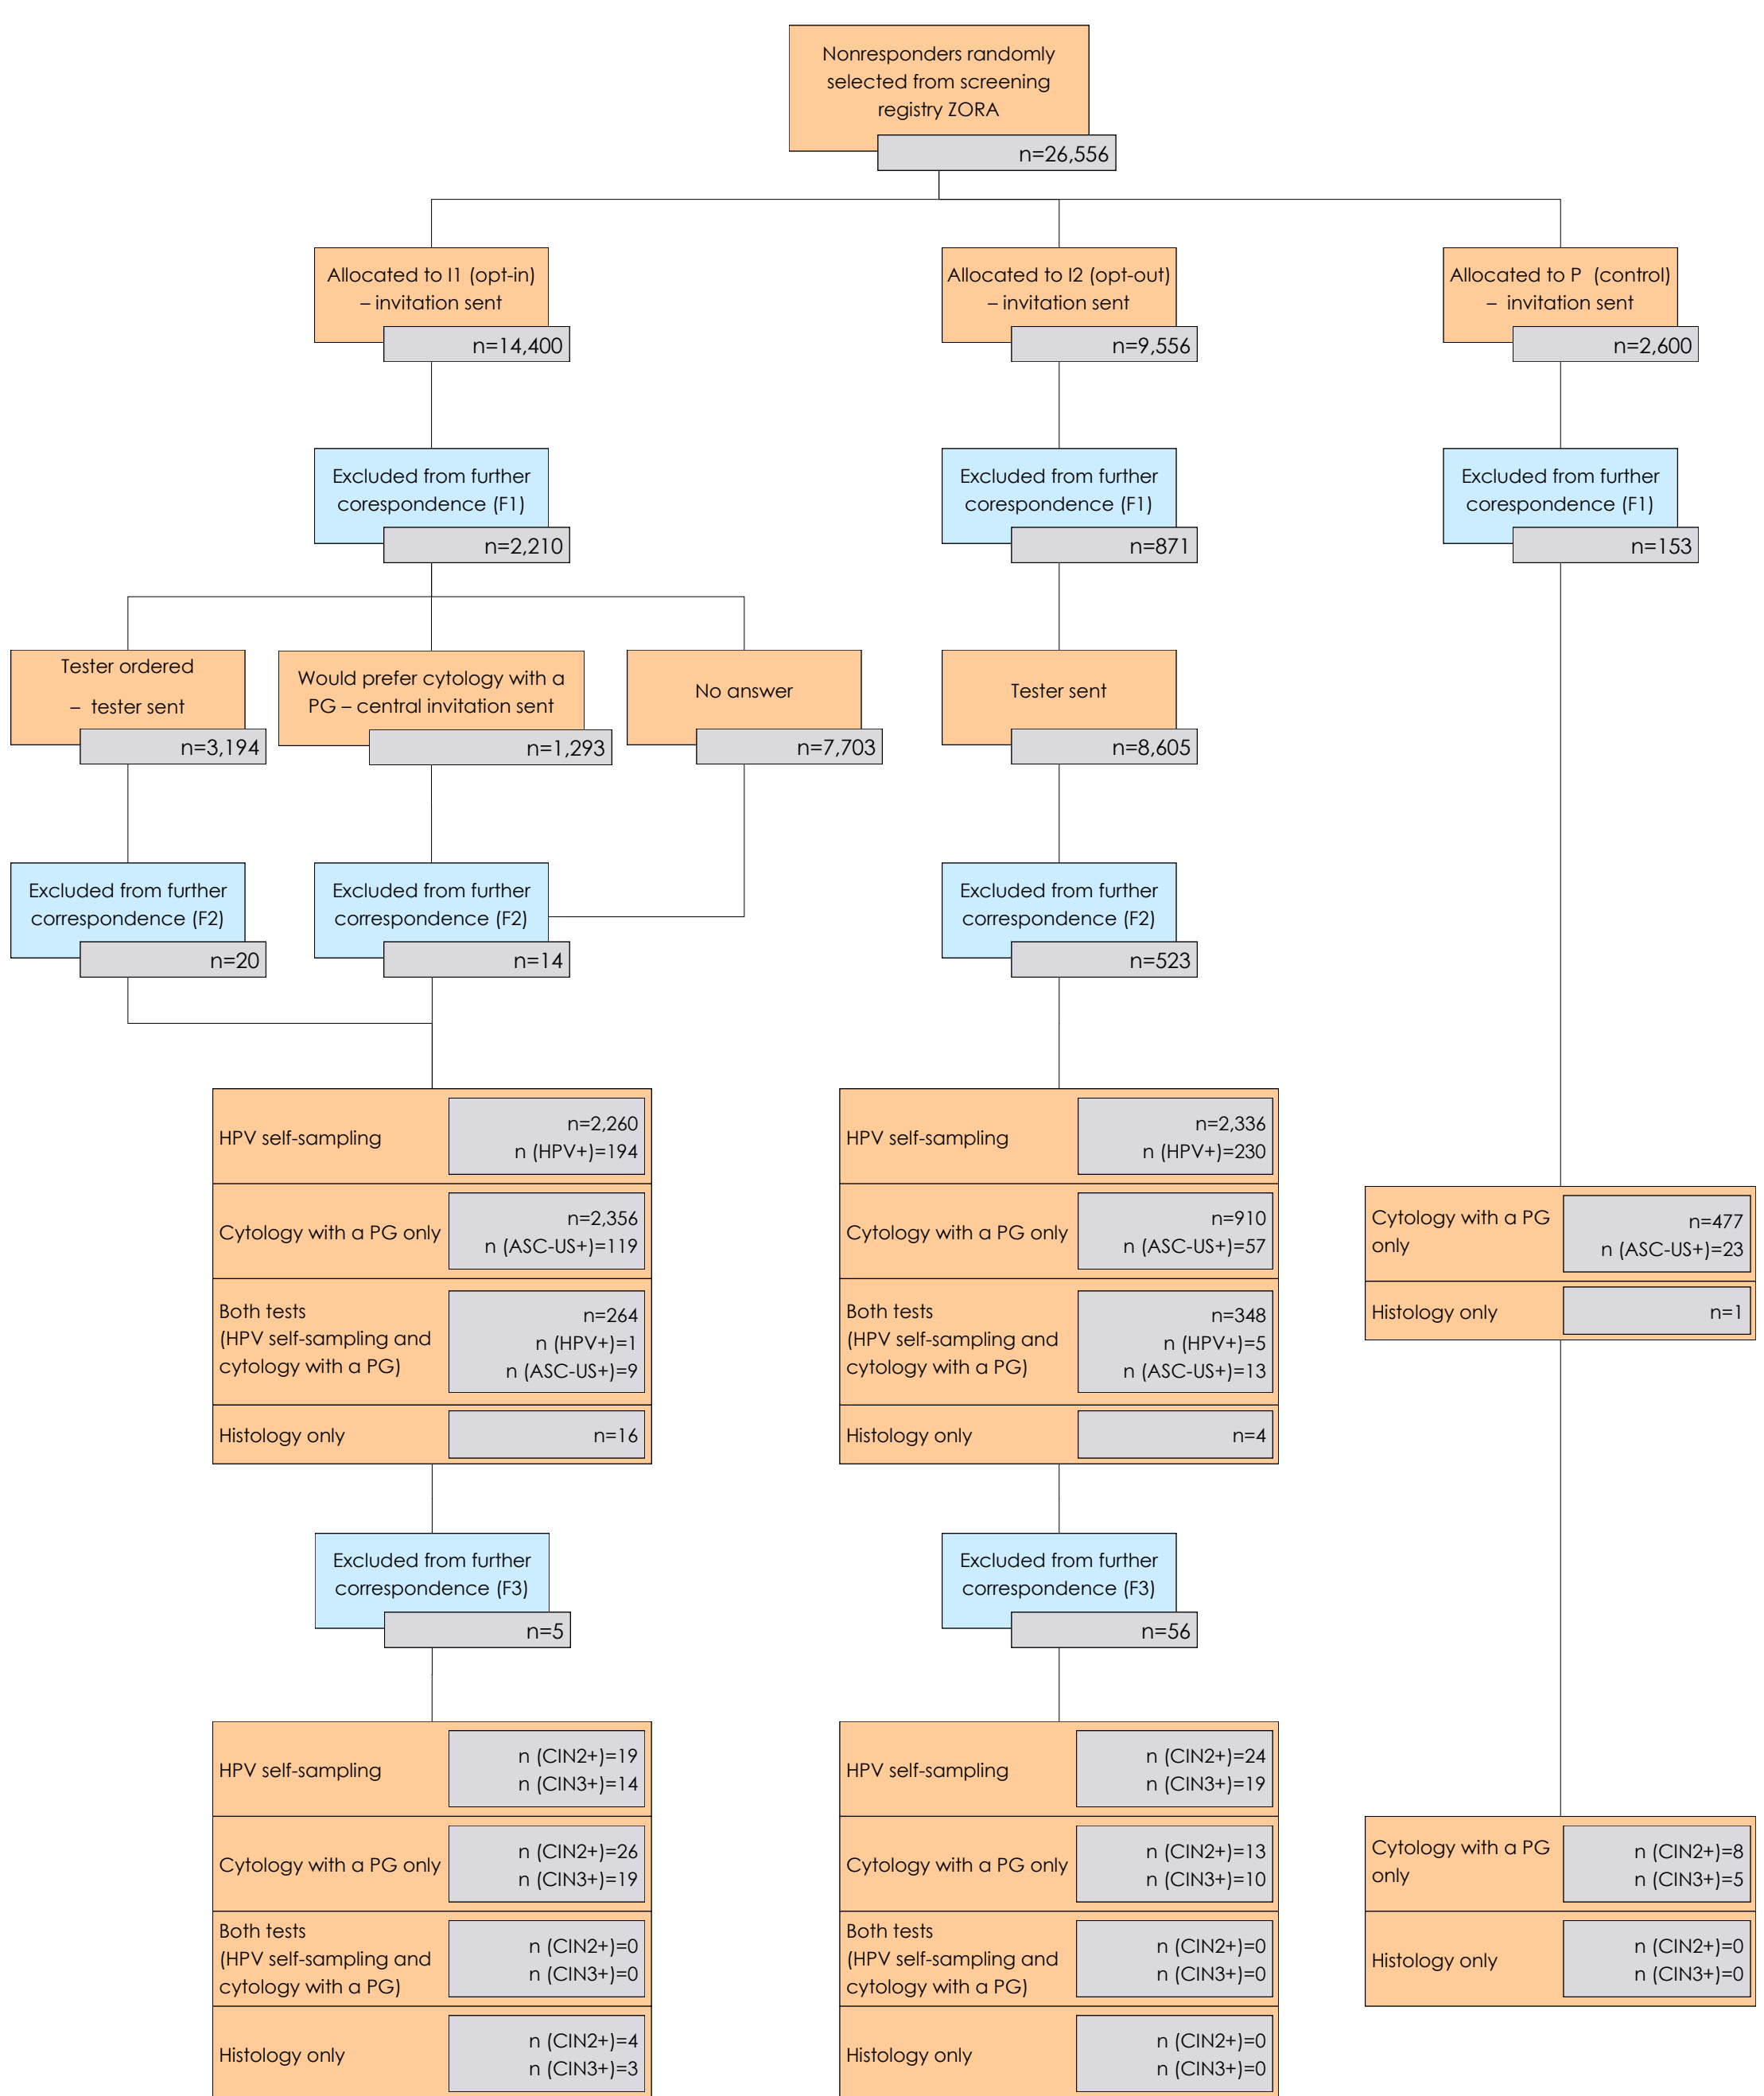 Nonresponders randomly
selected from screening
registry ZORA
n=26,556
Allocated to I1 (opt-in)
– invitation sent
n=14,400
Allocated to I2 (opt-out)
– invitation sent
n=9,556
Allocated to P (control)
– invitation sent
n=2,600
Excluded from further
corespondence (F1)
n=2,210
Excluded from further
corespondence (F1)
n=871
Excluded from further
corespondence (F1)
n=153
Tester ordered
– tester sent
n=3,194
Would prefer cytology with a
PG – central invitation sent
n=1,293
No answer
n=7,703
Tester sent
n=8,605
Excluded from further
correspondence (F2)
n=20
Excluded from further
correspondence (F2)
n=14
Excluded from further
correspondence (F2)
n=523
HPV self-sampling
n=2,260
n (HPV+)=194
Cytology with a PG only
n=2,356
n (ASC-US+)=119
Both tests
(HPV self-sampling and
cytology with a PG)
n=264
n (HPV+)=1
n (ASC-US+)=9
Histology only
n=16
HPV self-sampling
n=2,336
n (HPV+)=230
Cytology with a PG only
n=910
n (ASC-US+)=57
Both tests
(HPV self-sampling and
cytology with a PG)
n=348
n (HPV+)=5
n (ASC-US+)=13
Histology only
n=4
Cytology with a PG
only
n=477
n (ASC-US+)=23
Histology only
n=1
Excluded from further
correspondence (F3)
n=5
Excluded from further
correspondence (F3)
n=56
HPV self-sampling
n (CIN2+)=19
n (CIN3+)=14
Cytology with a PG only
n (CIN2+)=26
n (CIN3+)=19
Both tests
(HPV self-sampling and
cytology with a PG)
n (CIN2+)=0
n (CIN3+)=0
Histology only
n (CIN2+)=4
n (CIN3+)=3
HPV self-sampling
n (CIN2+)=24
n (CIN3+)=19
Cytology with a PG only
n (CIN2+)=13
n (CIN3+)=10
Both tests
(HPV self-sampling and
cytology with a PG)
n (CIN2+)=0
n (CIN3+)=0
Histology only
n (CIN2+)=0
n (CIN3+)=0
Cytology with a PG
only
n (CIN2+)=8
n (CIN3+)=5
Histology only
n (CIN2+)=0
n (CIN3+)=0